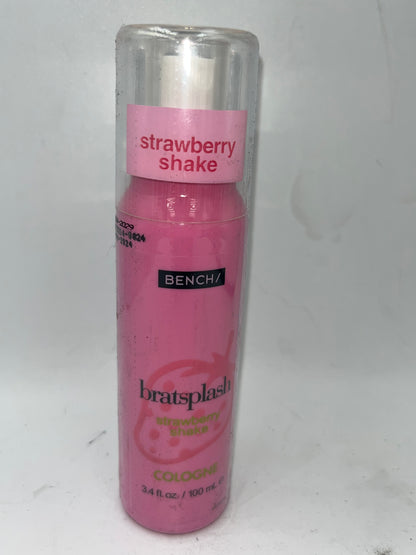 strawberry
shake
BENCH/
bratsplash
strawberry
shake
COLOGNE
3.4 fl. oz. / 100 mL e